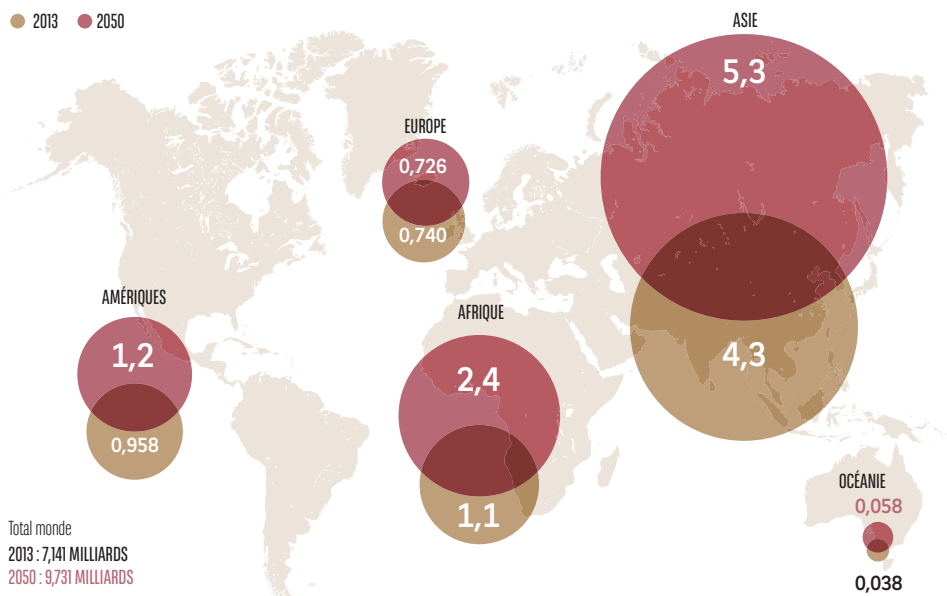 2013 2050
ASIE
5,3
4,3
EUROPE
0,726
0,740
AMÉRIQUES
1,2
0,958
AFRIQUE
2,4
1,1
OCÉANIE
0,058
0,038
Total monde
2013 : 7,141 MILLIARDS
2050 : 9,731 MILLIARDS